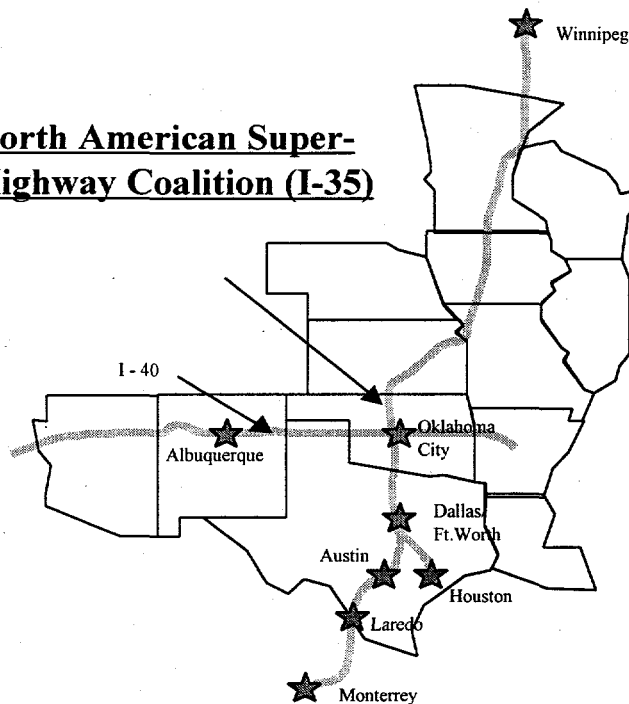 Winnipeg
orth American Super-
ighway Coalition (I-35)
I - 40
Albuquerque
Oklahoma
City
Dallas/
Ft.Worth
Austin
Houston
Laredo
Monterrey